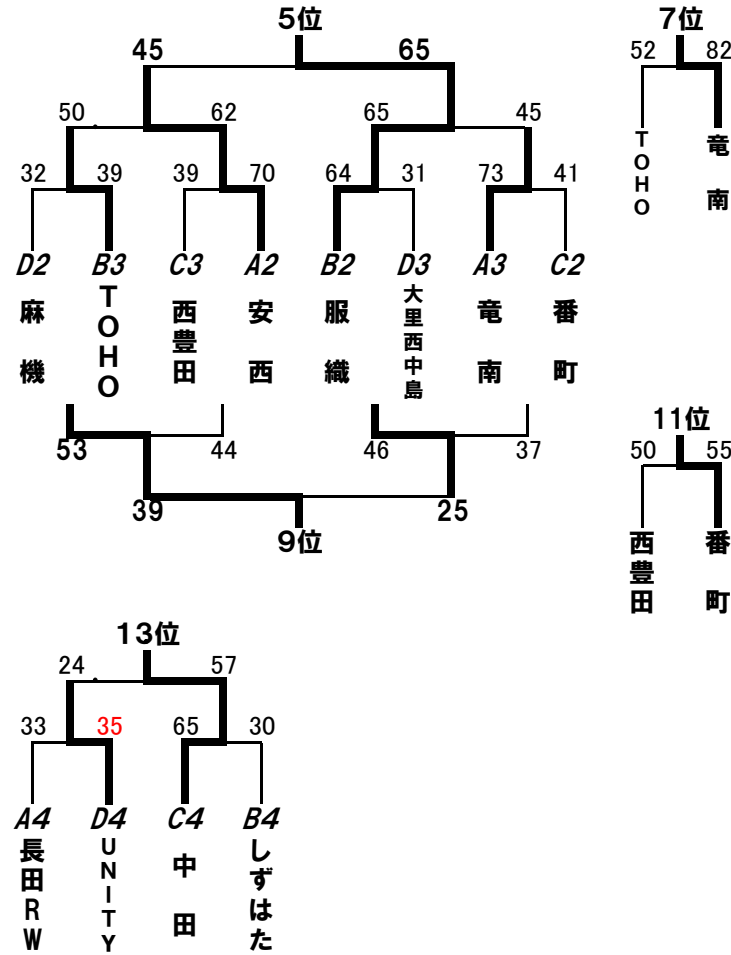 5位
45 65
50 62 65 45
32 39 39 70 64 31 73 41
D2 B3 C3 A2 B2 D3 A3 C2
麻機 TOHO 西豊田 安西 服織 大里西中島 竜南 番町
53 44 46 37
39 25
9位
7位
52 82
TOHO 竜南
11位
50 55
西豊田 番町
13位
24 57
33 35 65 30
A4 D4 C4 B4
長田RW UNITY 中田 しずはた